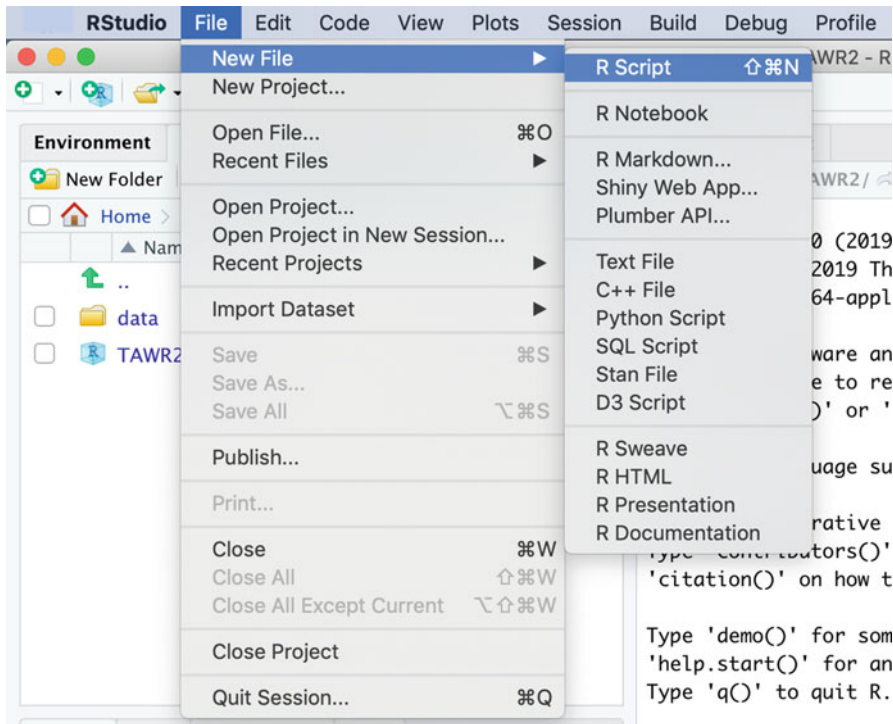 RStudio File Edit Code View Plots Session Build Debug Profile
AWR2 - R
New File
New Project...
Open File... ⌘O
Recent Files
Open Project...
Open Project in New Session...
Recent Projects
Import Dataset
Save ⌘S
Save As...
Save All ⌥⌘S
Publish...
Print...
Close ⌘W
Close All ⇧⌘W
Close All Except Current ⌥⇧⌘W
Close Project
Quit Session... ⌘Q
R Script ⇧⌘N
R Notebook
R Markdown...
Shiny Web App...
Plumber API...
Text File
C++ File
Python Script
SQL Script
Stan File
D3 Script
R Sweave
R HTML
R Presentation
R Documentation
Environment
New Folder
Home
Nam
..
data
TAWR2
AWR2/
0 (2019
2019 Th
64-appl
ware an
e to re
)' or '
uage su
rative
Type 'contributors()'
'citation()' on how t
Type 'demo()' for som
'help.start()' for an
Type 'q()' to quit R.